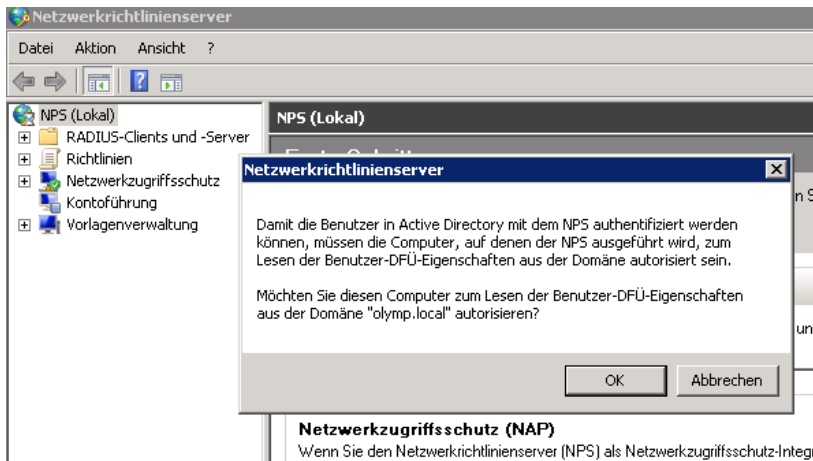 Netzwerkrichtlinienserver
Datei Aktion Ansicht ?
NPS (Lokal)
RADIUS-Clients und -Server
Richtlinien
Netzwerkzugriffsschutz
Kontoführung
Vorlagenverwaltung
NPS (Lokal)
Netzwerkrichtlinienserver
Damit die Benutzer in Active Directory mit dem NPS authentifiziert werden
können, müssen die Computer, auf denen der NPS ausgeführt wird, zum
Lesen der Benutzer-DFÜ-Eigenschaften aus der Domäne autorisiert sein.
Möchten Sie diesen Computer zum Lesen der Benutzer-DFÜ-Eigenschaften
aus der Domäne "olymp.local" autorisieren?
OK Abbrechen
un
Netzwerkzugriffsschutz (NAP)
Wenn Sie den Netzwerkrichtlinienserver (NPS) als Netzwerkzugriffsschutz-Integr